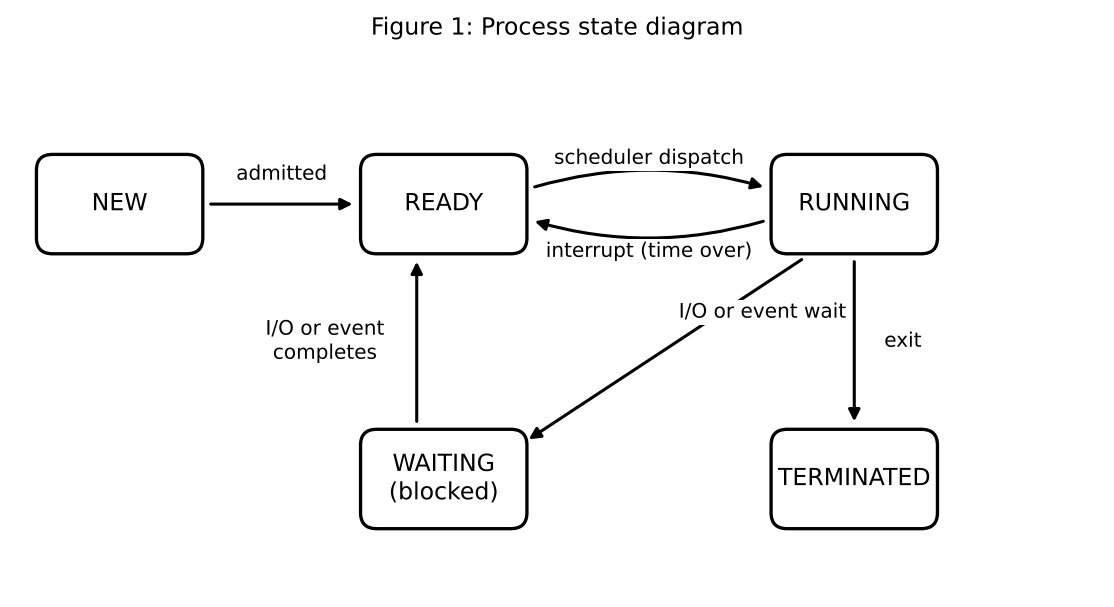 Figure 1: Process state diagram
admitted
scheduler dispatch
NEW
READY
RUNNING
interrupt (time over)
I/O or event wait
I/O or event
completes
exit
WAITING
(blocked)
TERMINATED